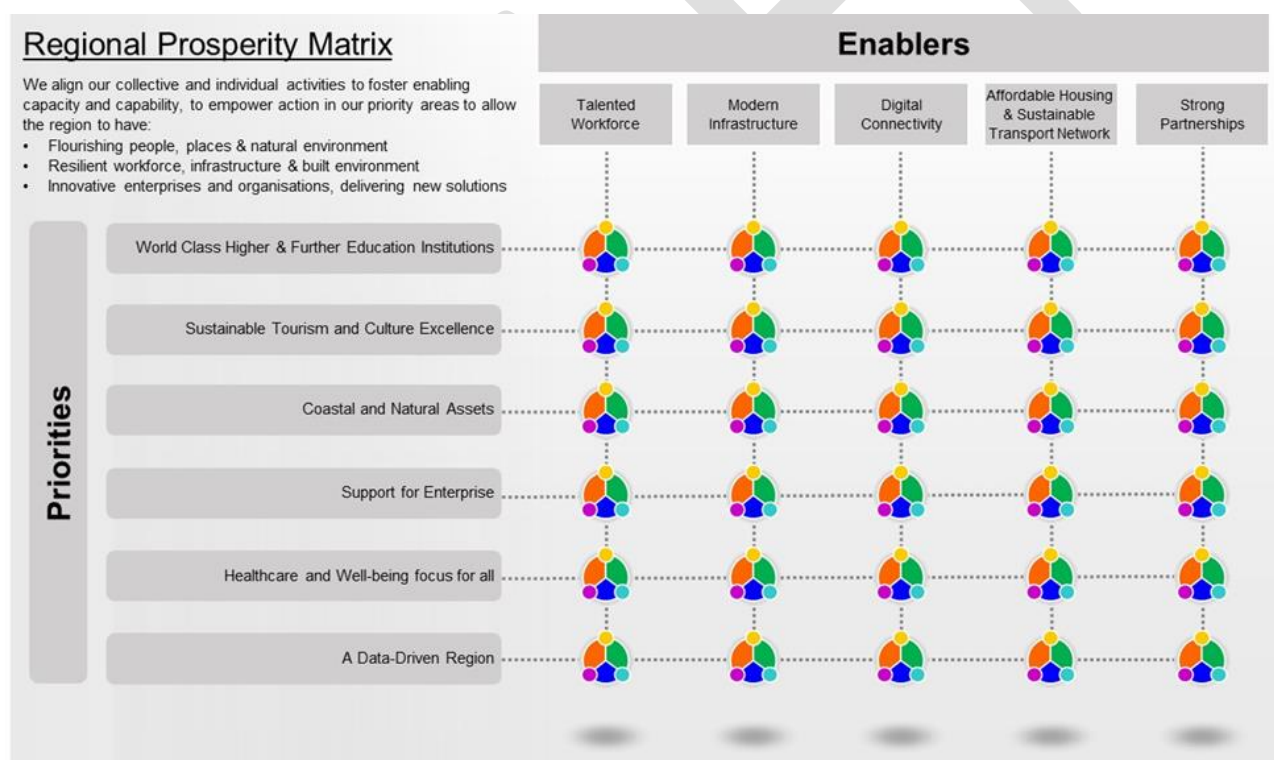 Regional Prosperity Matrix
We align our collective and individual activities to foster enabling
capacity and capability, to empower action in our priority areas to allow
the region to have:
• Flourishing people, places & natural environment
• Resilient workforce, infrastructure & built environment
• Innovative enterprises and organisations, delivering new solutions
Enablers
Talented
Workforce
Modern
Infrastructure
Digital
Connectivity
Affordable Housing
& Sustainable
Transport Network
Strong
Partnerships
Priorities
World Class Higher & Further Education Institutions
Sustainable Tourism and Culture Excellence
Coastal and Natural Assets
Support for Enterprise
Healthcare and Well-being focus for all
A Data-Driven Region